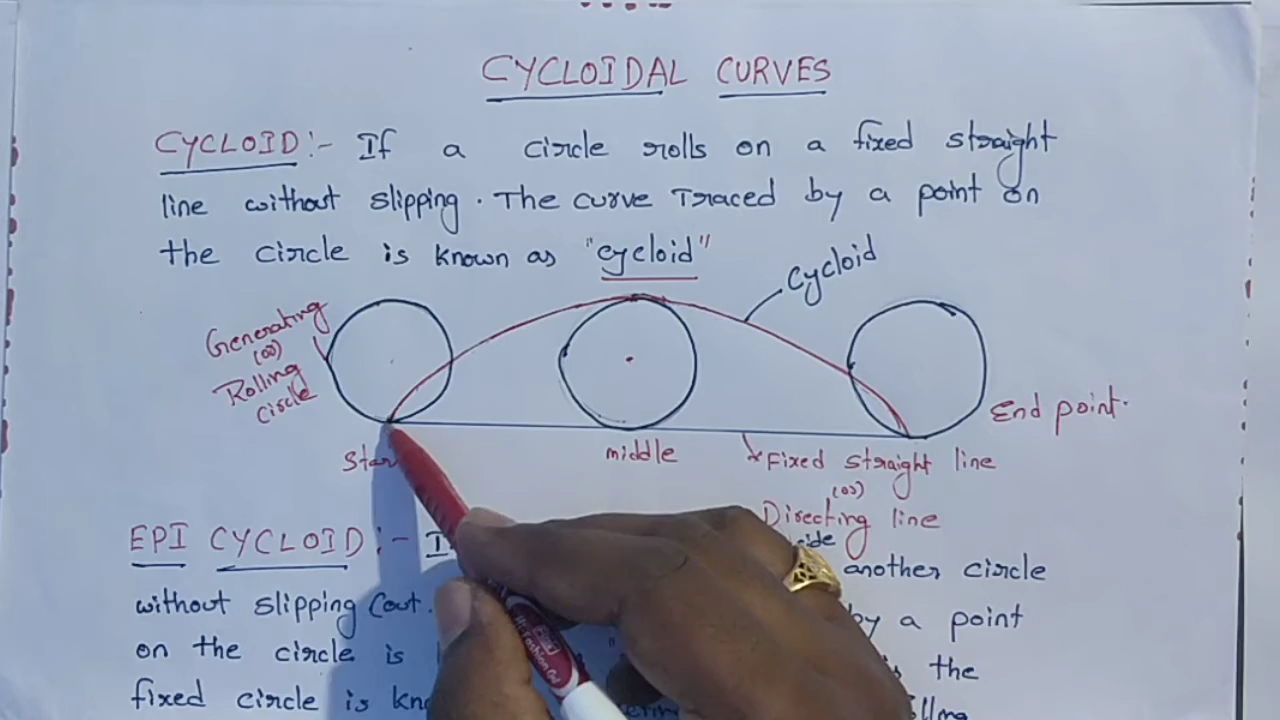 CYCLOIDAL CURVES
CYCLOID:- If a circle rolls on a fixed straight
line without slipping. The curve Traced by a point on
the circle is known as "cycloid"
Cycloid
Generating
(or)
Rolling
circle
End point.
middle
Fixed straight line
(or)
Directing line
EPI CYCLOID:-
another circle
without slipping (out.
by a point
on the circle is
the
fixed circle is